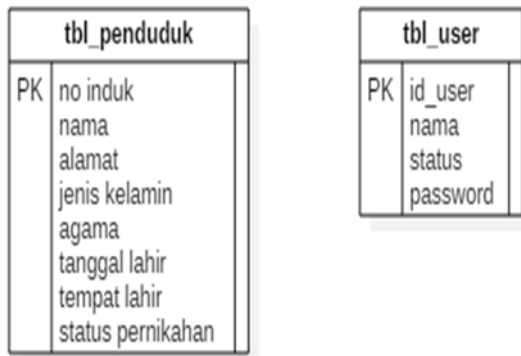 tbl_penduduk
PK no induk
nama
alamat
jenis kelamin
agama
tanggal lahir
tempat lahir
status pernikahan
tbl_user
PK id_user
nama
status
password